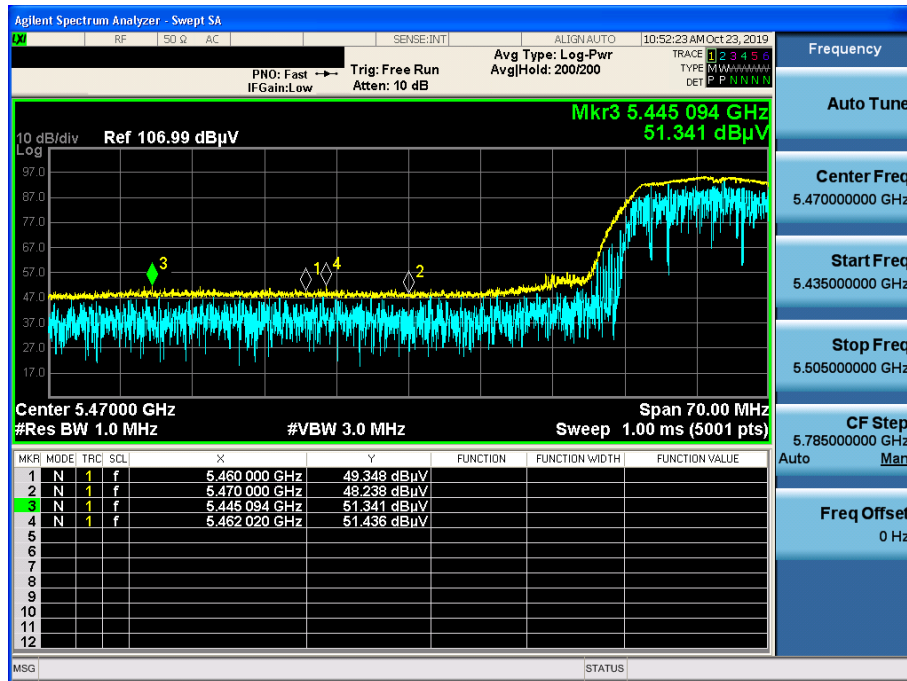 Agilent Spectrum Analyzer - Swept SA
LXI RF 50 Ω AC SENSE:INT ALIGN AUTO 10:52:23 AM Oct 23, 2019
Frequency
PNO: Fast Trig: Free Run Avg Type: Log-Pwr TRACE 1 2 3 4 5 6
IFGain:Low Atten: 10 dB Avg|Hold: 200/200 TYPE M W W W W W
DET P P N N N N
Auto Tune
Mkr3 5.445 094 GHz
51.341 dBµV
10 dB/div Ref 106.99 dBµV
Log
97.0
87.0
77.0
67.0
57.0
47.0
37.0
27.0
17.0
3
1
4
2
Center 5.47000 GHz Span 70.00 MHz
#Res BW 1.0 MHz #VBW 3.0 MHz Sweep 1.00 ms (5001 pts)
Center Freq
5.470000000 GHz
Start Freq
5.435000000 GHz
Stop Freq
5.505000000 GHz
CF Step
5.785000000 GHz
Auto Man
Freq Offset
0 Hz
MKR MODE TRC SCL X Y FUNCTION FUNCTION WIDTH FUNCTION VALUE
1 N 1 f 5.460 000 GHz 49.348 dBµV
2 N 1 f 5.470 000 GHz 48.238 dBµV
3 N 1 f 5.445 094 GHz 51.341 dBµV
4 N 1 f 5.462 020 GHz 51.436 dBµV
5
6
7
8
9
10
11
12
MSG STATUS